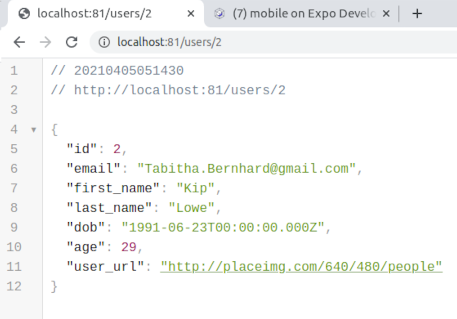 localhost:81/users/2
(7) mobile on Expo Develo
localhost:81/users/2
1 // 20210405051430
2 // http://localhost:81/users/2
3
4 {
5 "id": 2,
6 "email": "Tabitha.Bernhard@gmail.com",
7 "first_name": "Kip",
8 "last_name": "Lowe",
9 "dob": "1991-06-23T00:00:00.000Z",
10 "age": 29,
11 "user_url": "http://placeimg.com/640/480/people"
12 }